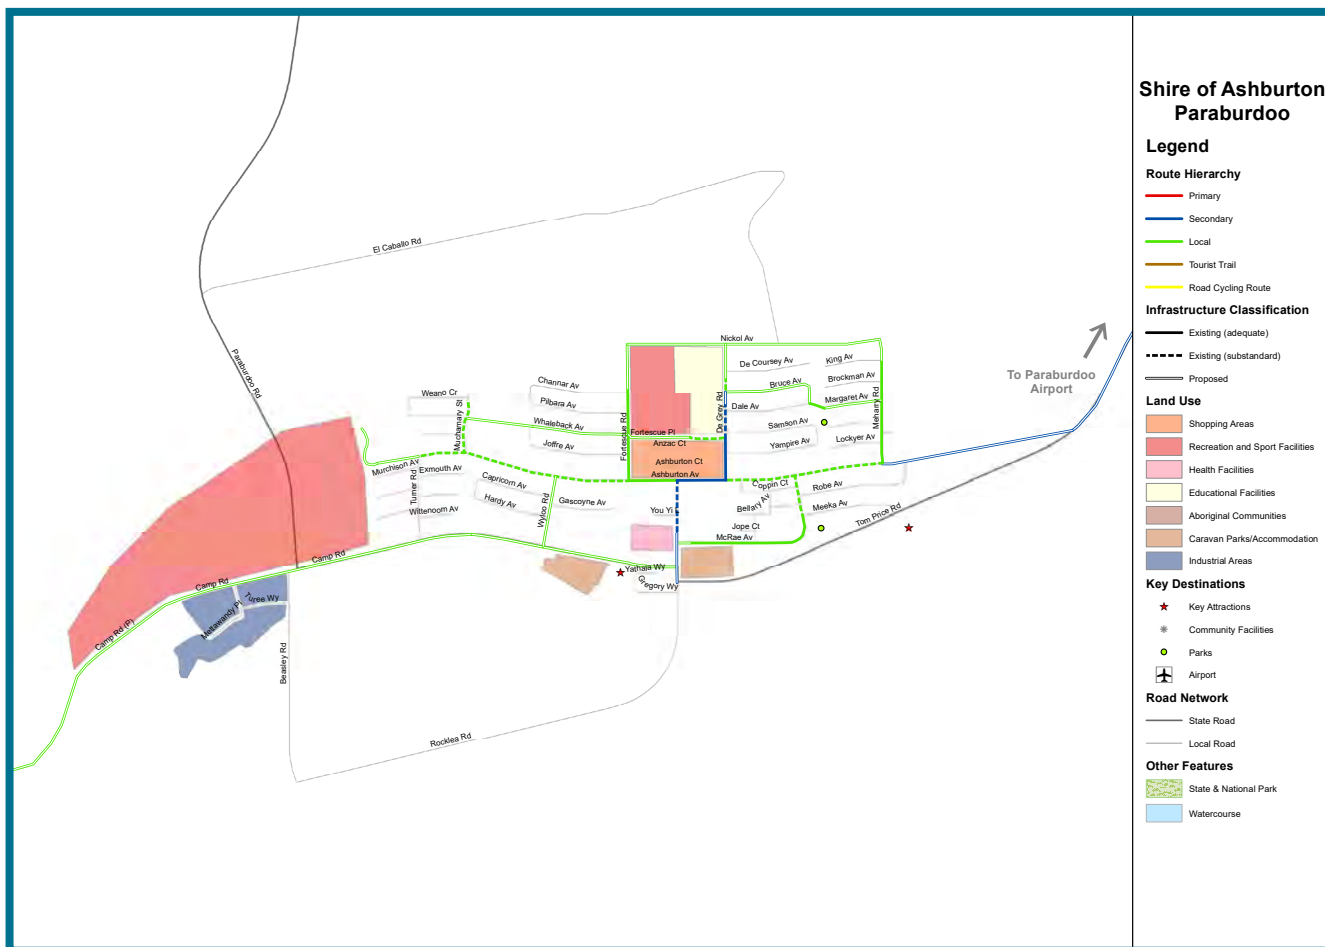 Shire of Ashburton
Paraburdoo
Legend
Route Hierarchy
Primary
Secondary
Local
Tourist Trail
Road Cycling Route
Infrastructure Classification
Existing (adequate)
Existing (substandard)
Proposed
Land Use
Shopping Areas
Recreation and Sport Facilities
Health Facilities
Educational Facilities
Aboriginal Communities
Caravan Parks/Accommodation
Industrial Areas
Key Destinations
Key Attractions
Community Facilities
Parks
Airport
Road Network
State Road
Local Road
Other Features
State & National Park
Watercourse
El Caballo Rd
Paraburdoo Rd
To Paraburdoo
Airport
Nickol Av
De Coursey Av
King Av
Bruce Av
Brockman Av
Margaret Av
Dale Av
Samson Av
Yampire Av
Lockyer Av
Meharry Rd
De Grey Rd
Weano Cr
Channar Av
Pilbara Av
Whaleback Av
Joffre Av
Fortescue Rd
Fortescue Pl
Anzac Ct
Ashburton Ct
Ashburton Av
Murchison Av
Exmouth Av
Turner Rd
Wittenoom Av
Capricorn Av
Hardy Av
Wyloo Rd
Gascoyne Av
You Yi L
Coppin Ct
Bellary Av
Robe Av
Meeka Av
Jope Ct
McRae Av
Tom Price Rd
Yathala Wy
Gregory Wy
Camp Rd
Camp Rd
Camp Rd (P)
Turee Wy
Mellawandy Pl
Beasley Rd
Rocklea Rd